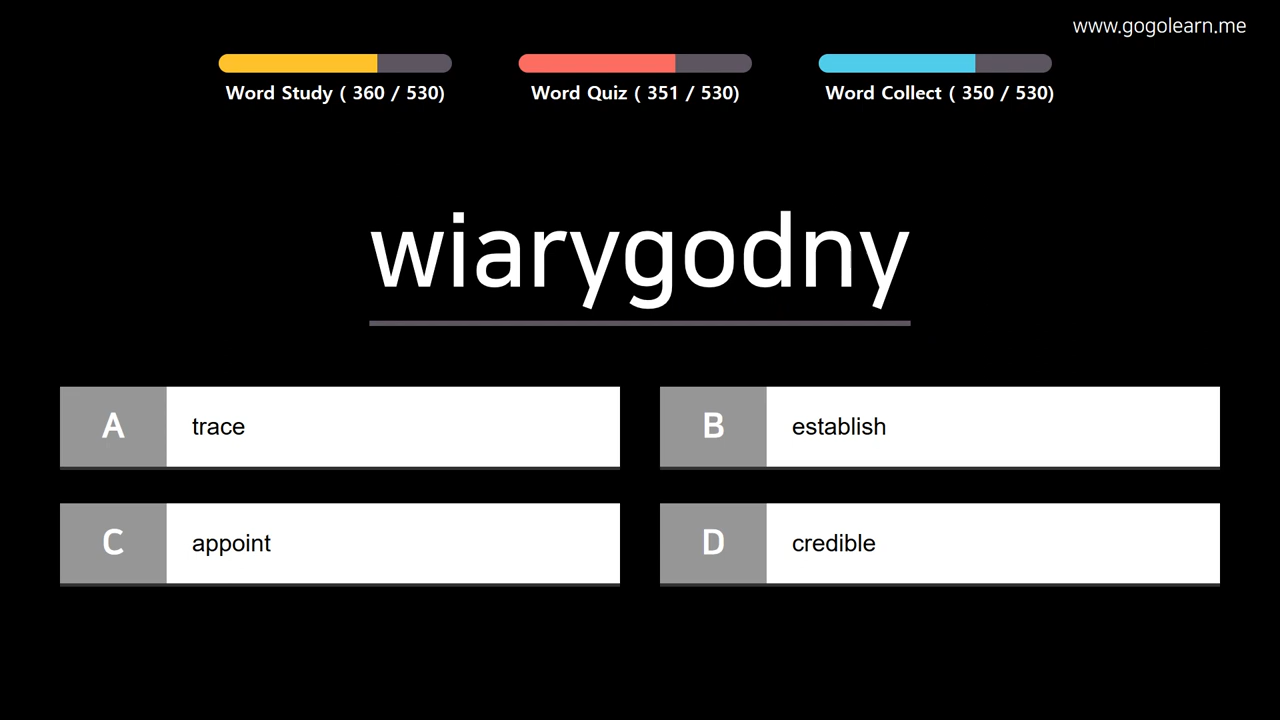 www.gogolearn.me
Word Study ( 360 / 530)
Word Quiz ( 351 / 530)
Word Collect ( 350 / 530)
wiarygodny
A trace
B establish
C appoint
D credible